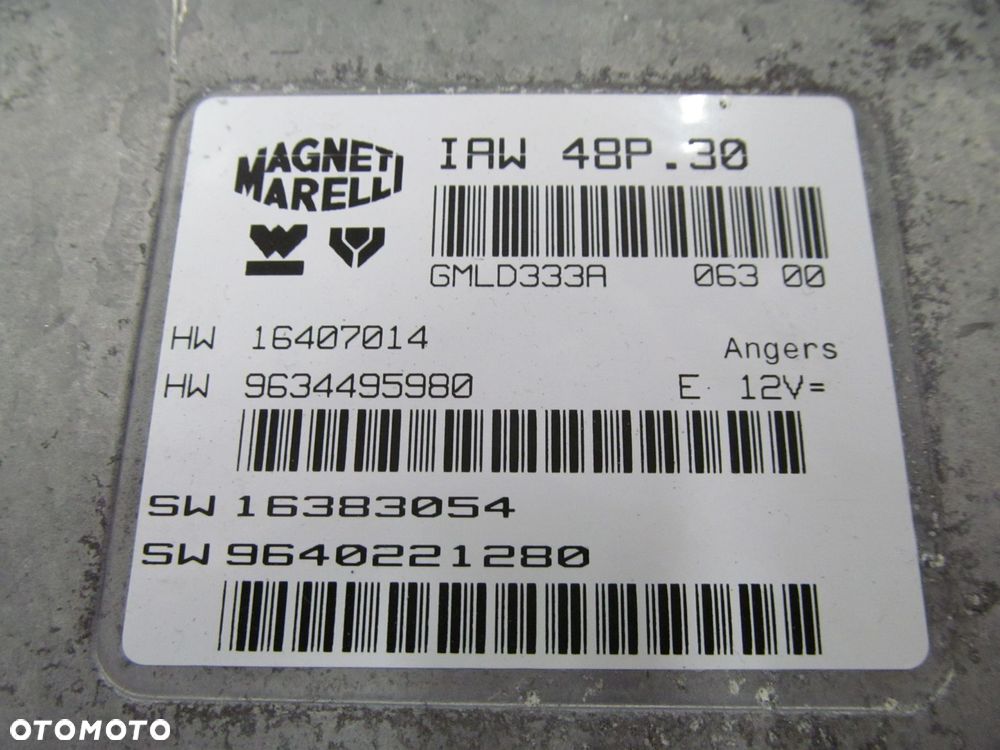 MAGNETI
MARELLI
IAW 48P.30
GMLD333A 063 00
HW 16407014
Angers
HW 9634495980 E 12V=
SW 16383054
SW 9640221280
OTOMOTO